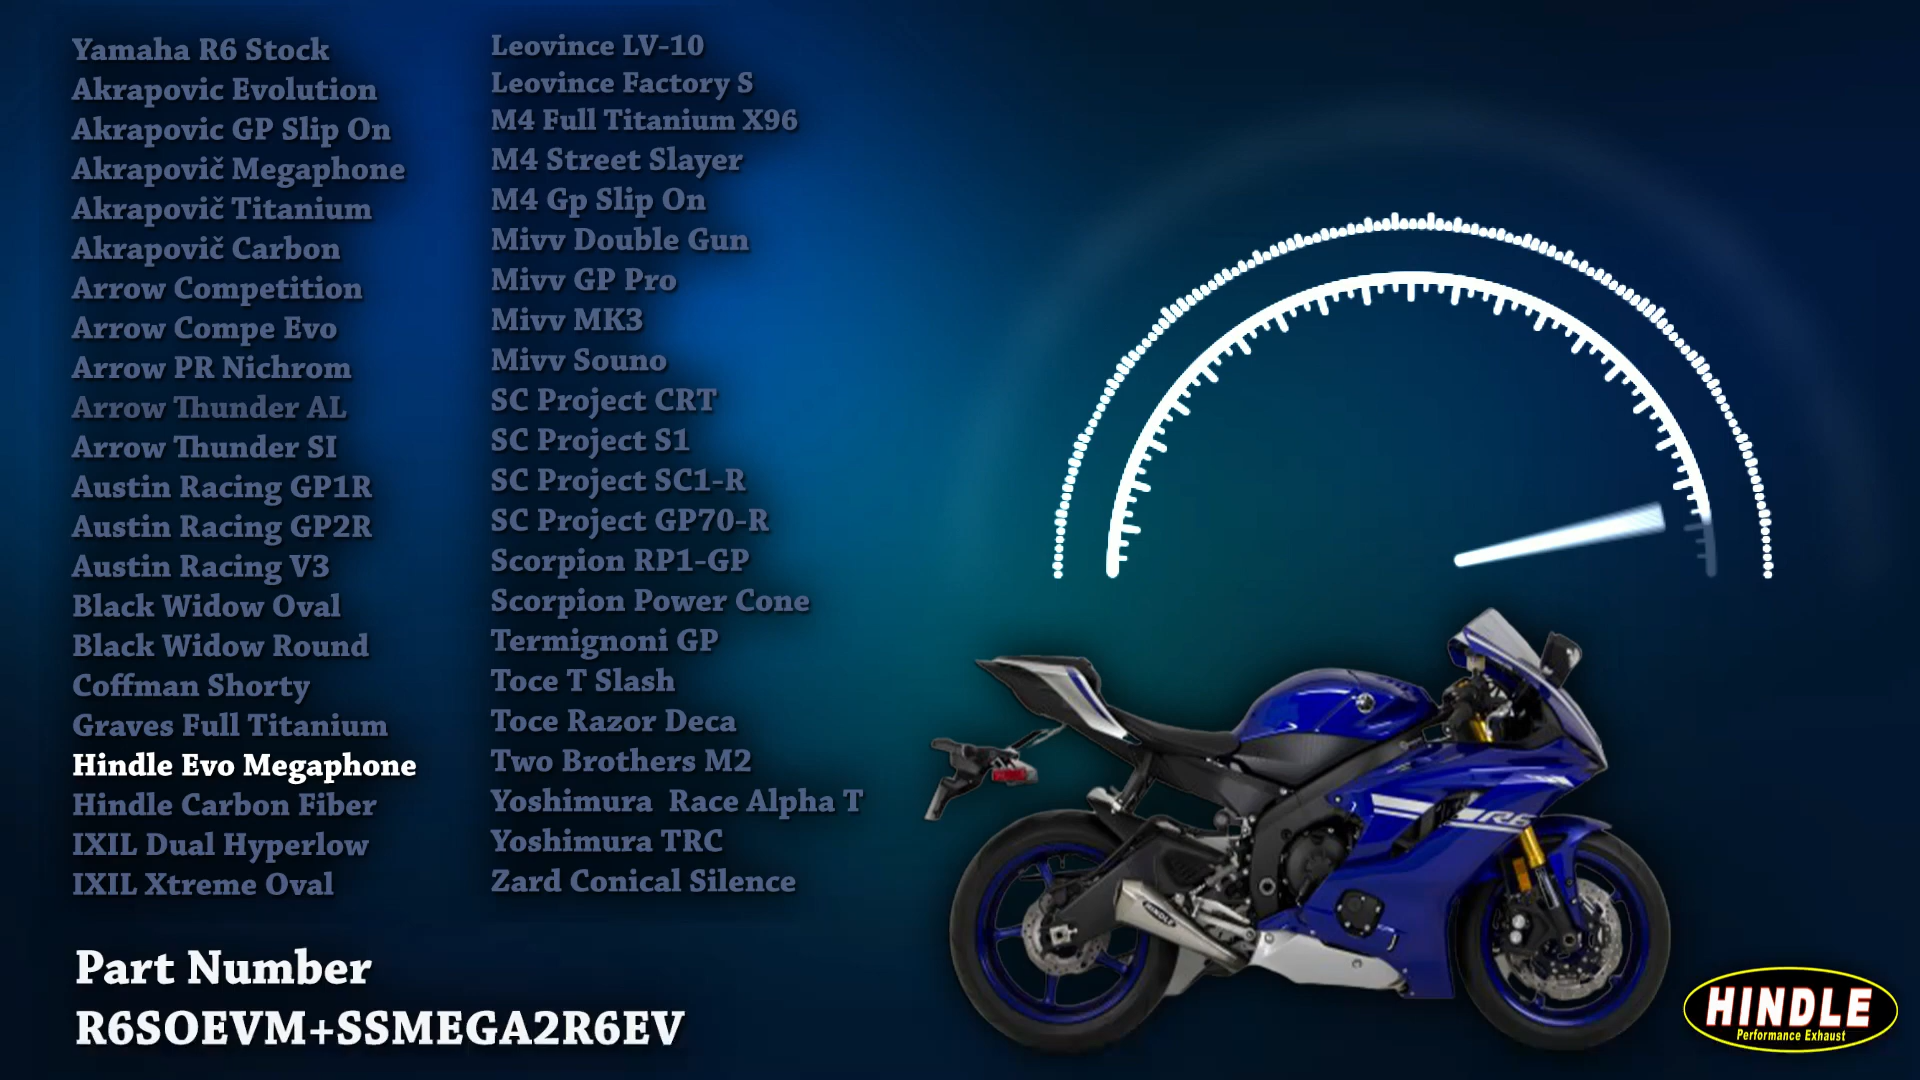 Yamaha R6 Stock
Akrapovic Evolution
Akrapovic GP Slip On
Akrapovič Megaphone
Akrapovič Titanium
Akrapovič Carbon
Arrow Competition
Arrow Compe Evo
Arrow PR Nichrom
Arrow Thunder AL
Arrow Thunder SI
Austin Racing GP1R
Austin Racing GP2R
Austin Racing V3
Black Widow Oval
Black Widow Round
Coffman Shorty
Graves Full Titanium
Hindle Evo Megaphone
Hindle Carbon Fiber
IXIL Dual Hyperlow
IXIL Xtreme Oval
Leovince LV-10
Leovince Factory S
M4 Full Titanium X96
M4 Street Slayer
M4 Gp Slip On
Mivv Double Gun
Mivv GP Pro
Mivv MK3
Mivv Souno
SC Project CRT
SC Project S1
SC Project SC1-R
SC Project GP70-R
Scorpion RP1-GP
Scorpion Power Cone
Termignoni GP
Toce T Slash
Toce Razor Deca
Two Brothers M2
Yoshimura  Race Alpha T
Yoshimura TRC
Zard Conical Silence
Part Number
R6SOEVM+SSMEGA2R6EV
R6
HINDLE
HINDLE
Performance Exhaust